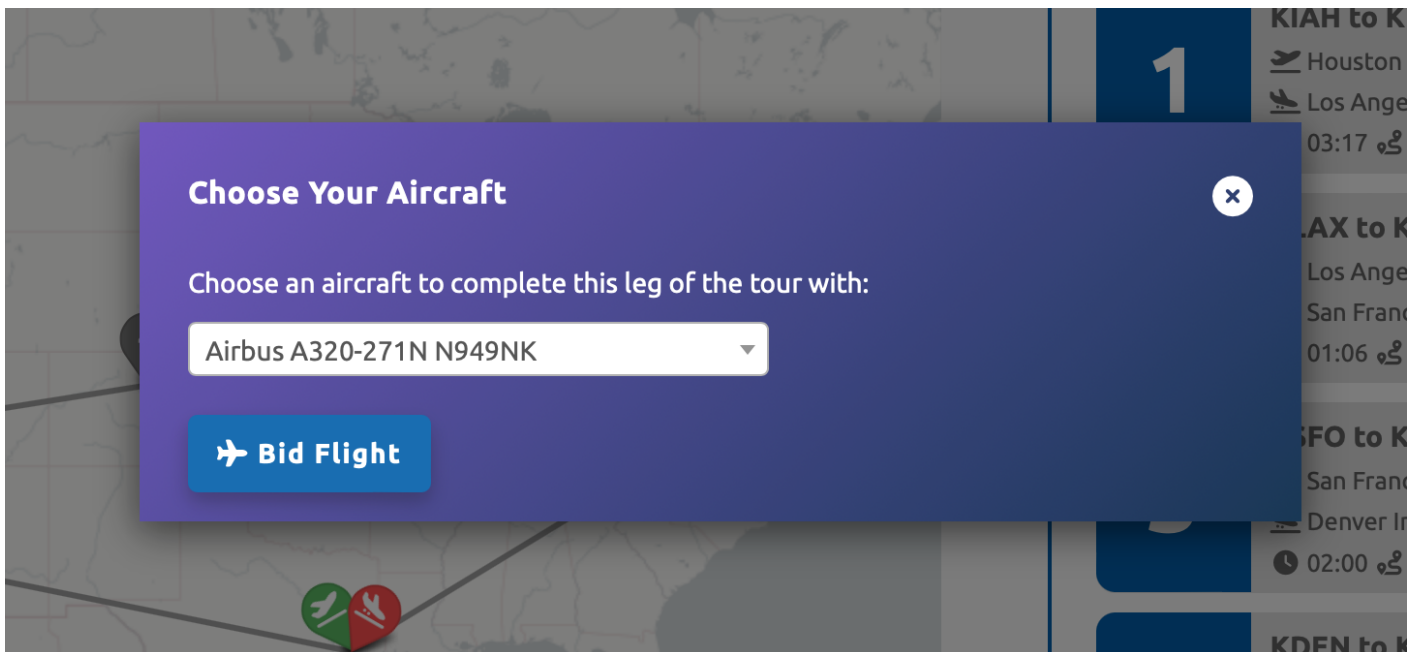 Choose Your Aircraft
Choose an aircraft to complete this leg of the tour with:
Airbus A320-271N N949NK
Bid Flight
1
KIAH to K
Houston
Los Ange
03:17
AX to K
Los Ange
San Franc
01:06
FO to K
San Franc
Denver In
02:00
KDEN to K